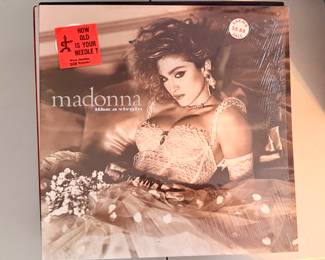 HOW
OLD
IS YOUR
NEEDLE?
madonna
like a virgin